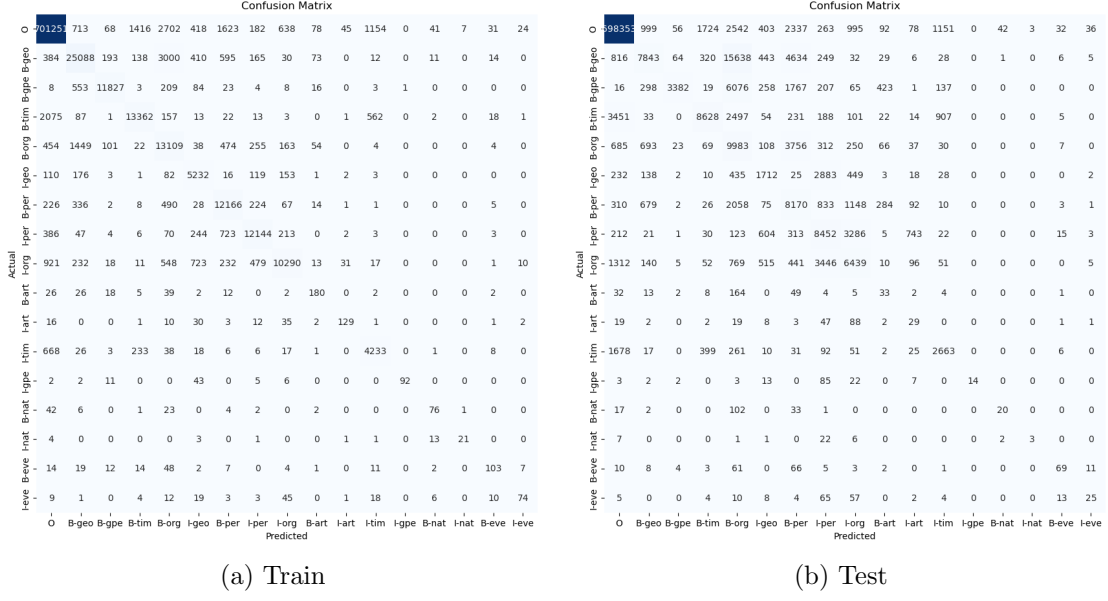 Confusion Matrix
O 701251 713 68 1416 2702 418 1623 182 638 78 45 1154 0 41 7 31 24
B-geo 384 25088 193 138 3000 410 595 165 30 73 0 12 0 11 0 14 0
B-gpe 8 553 11827 3 209 84 23 4 8 16 0 3 1 0 0 0 0
B-tim 2075 87 1 13362 157 13 22 13 3 0 1 562 0 2 0 18 1
B-org 454 1449 101 22 13109 38 474 255 163 54 0 4 0 0 0 4 0
I-geo 110 176 3 1 82 5232 16 119 153 1 2 3 0 0 0 0 0
B-per 226 336 2 8 490 28 12166 224 67 14 1 1 0 0 0 5 0
I-per 386 47 4 6 70 244 723 12144 213 0 2 3 0 0 0 3 0
I-org 921 232 18 11 548 723 232 479 10290 13 31 17 0 0 0 1 10
B-art 26 26 18 5 39 2 12 0 2 180 0 2 0 0 0 2 0
I-art 16 0 0 1 10 30 3 12 35 2 129 1 0 0 0 1 2
I-tim 668 26 3 233 38 18 6 6 17 1 0 4233 0 1 0 8 0
I-gpe 2 2 11 0 0 43 0 5 6 0 0 0 92 0 0 0 0
B-nat 42 6 0 1 23 0 4 2 0 2 0 0 0 76 1 0 0
I-nat 4 0 0 0 0 3 0 1 0 0 1 1 0 13 21 0 0
B-eve 14 19 12 14 48 2 7 0 4 1 0 11 0 2 0 103 7
I-eve 9 1 0 4 12 19 3 3 45 0 1 18 0 6 0 10 74
O B-geo B-gpe B-tim B-org I-geo B-per I-per I-org B-art I-art I-tim I-gpe B-nat I-nat B-eve I-eve
Actual
Predicted
(a) Train
Confusion Matrix
O 999 56 1724 2542 403 2337 263 995 92 78 1151 0 42 3 32 36
B-geo 816 7843 64 320 15638 443 4634 249 32 29 6 28 0 1 0 6 5
B-gpe 16 298 3382 19 6076 258 1767 207 65 423 1 137 0 0 0 0 0
B-tim 3451 33 0 8628 2497 54 231 188 101 22 14 907 0 0 0 5 0
B-org 685 693 23 69 9983 108 3756 312 250 66 37 30 0 0 0 7 0
I-geo 232 138 2 10 435 1712 25 2883 449 3 18 28 0 0 0 0 2
B-per 310 679 2 26 2058 75 8170 833 1148 284 92 10 0 0 0 3 1
I-per 212 21 1 30 123 604 313 8452 3286 5 743 22 0 0 0 15 3
I-org 1312 140 5 52 769 515 441 3446 6439 10 96 51 0 0 0 0 5
B-art 32 13 2 8 164 0 49 4 5 33 2 4 0 0 0 1 0
I-art 19 2 0 2 19 8 3 47 88 2 29 0 0 0 0 1 1
I-tim 1678 17 0 399 261 10 31 92 51 2 25 2663 0 0 0 6 0
I-gpe 3 2 2 0 3 13 0 85 22 0 7 0 14 0 0 0 0
B-nat 17 2 0 0 102 0 33 1 0 0 0 0 0 20 0 0 0
I-nat 7 0 0 0 1 1 0 22 6 0 0 0 0 2 3 0 0
B-eve 10 8 4 3 61 0 66 5 3 2 0 1 0 0 0 69 11
I-eve 5 0 0 4 10 8 4 65 57 0 2 4 0 0 0 13 25
O B-geo B-gpe B-tim B-org I-geo B-per I-per I-org B-art I-art I-tim I-gpe B-nat I-nat B-eve I-eve
Actual
Predicted
(b) Test